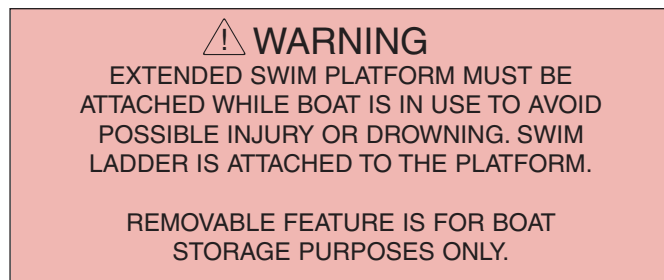 ⚠ WARNING
EXTENDED SWIM PLATFORM MUST BE
ATTACHED WHILE BOAT IS IN USE TO AVOID
POSSIBLE INJURY OR DROWNING. SWIM
LADDER IS ATTACHED TO THE PLATFORM.
REMOVABLE FEATURE IS FOR BOAT
STORAGE PURPOSES ONLY.